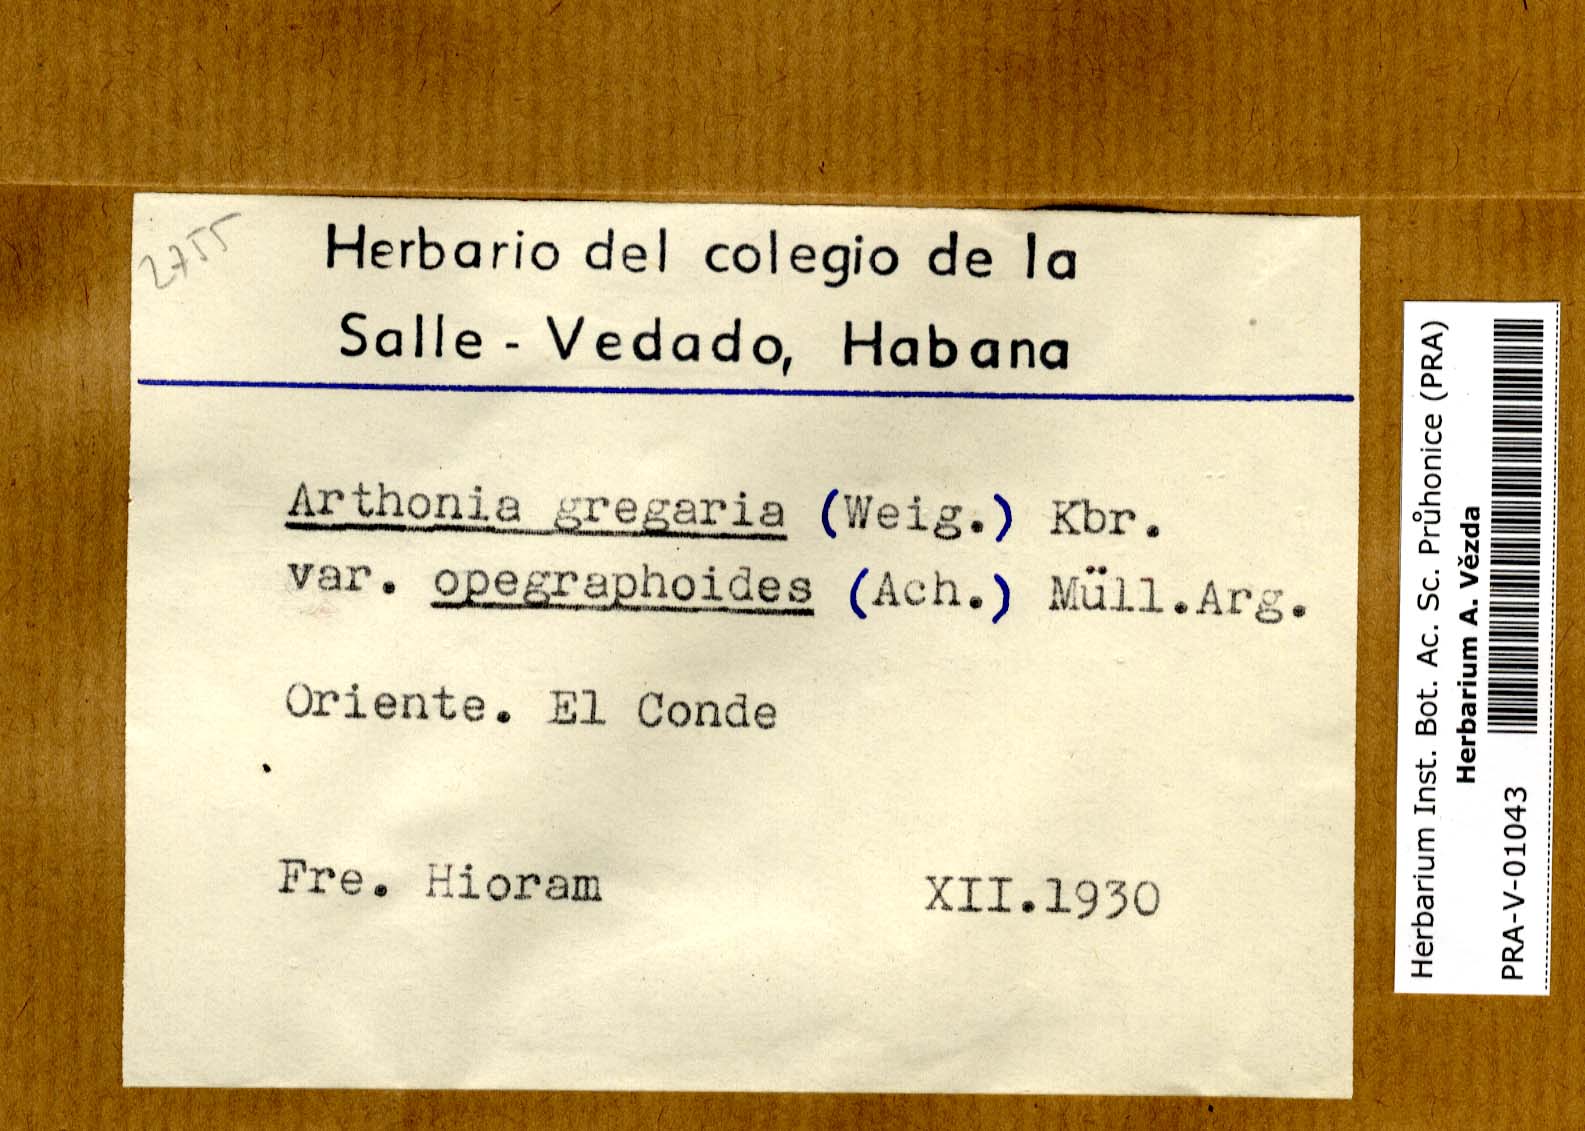 2755
Herbario del colegio de la
Salle - Vedado, Habana
Arthonia gregaria (Weig.) Kbr.
var. opegraphoides (Ach.) Müll.Arg.
Oriente. El Conde
Fre. Hioram
XII.1930
Herbarium Inst. Bot. Ac. Sc. Průhonice (PRA)
Herbarium A. Vězda
PRA-V-01043